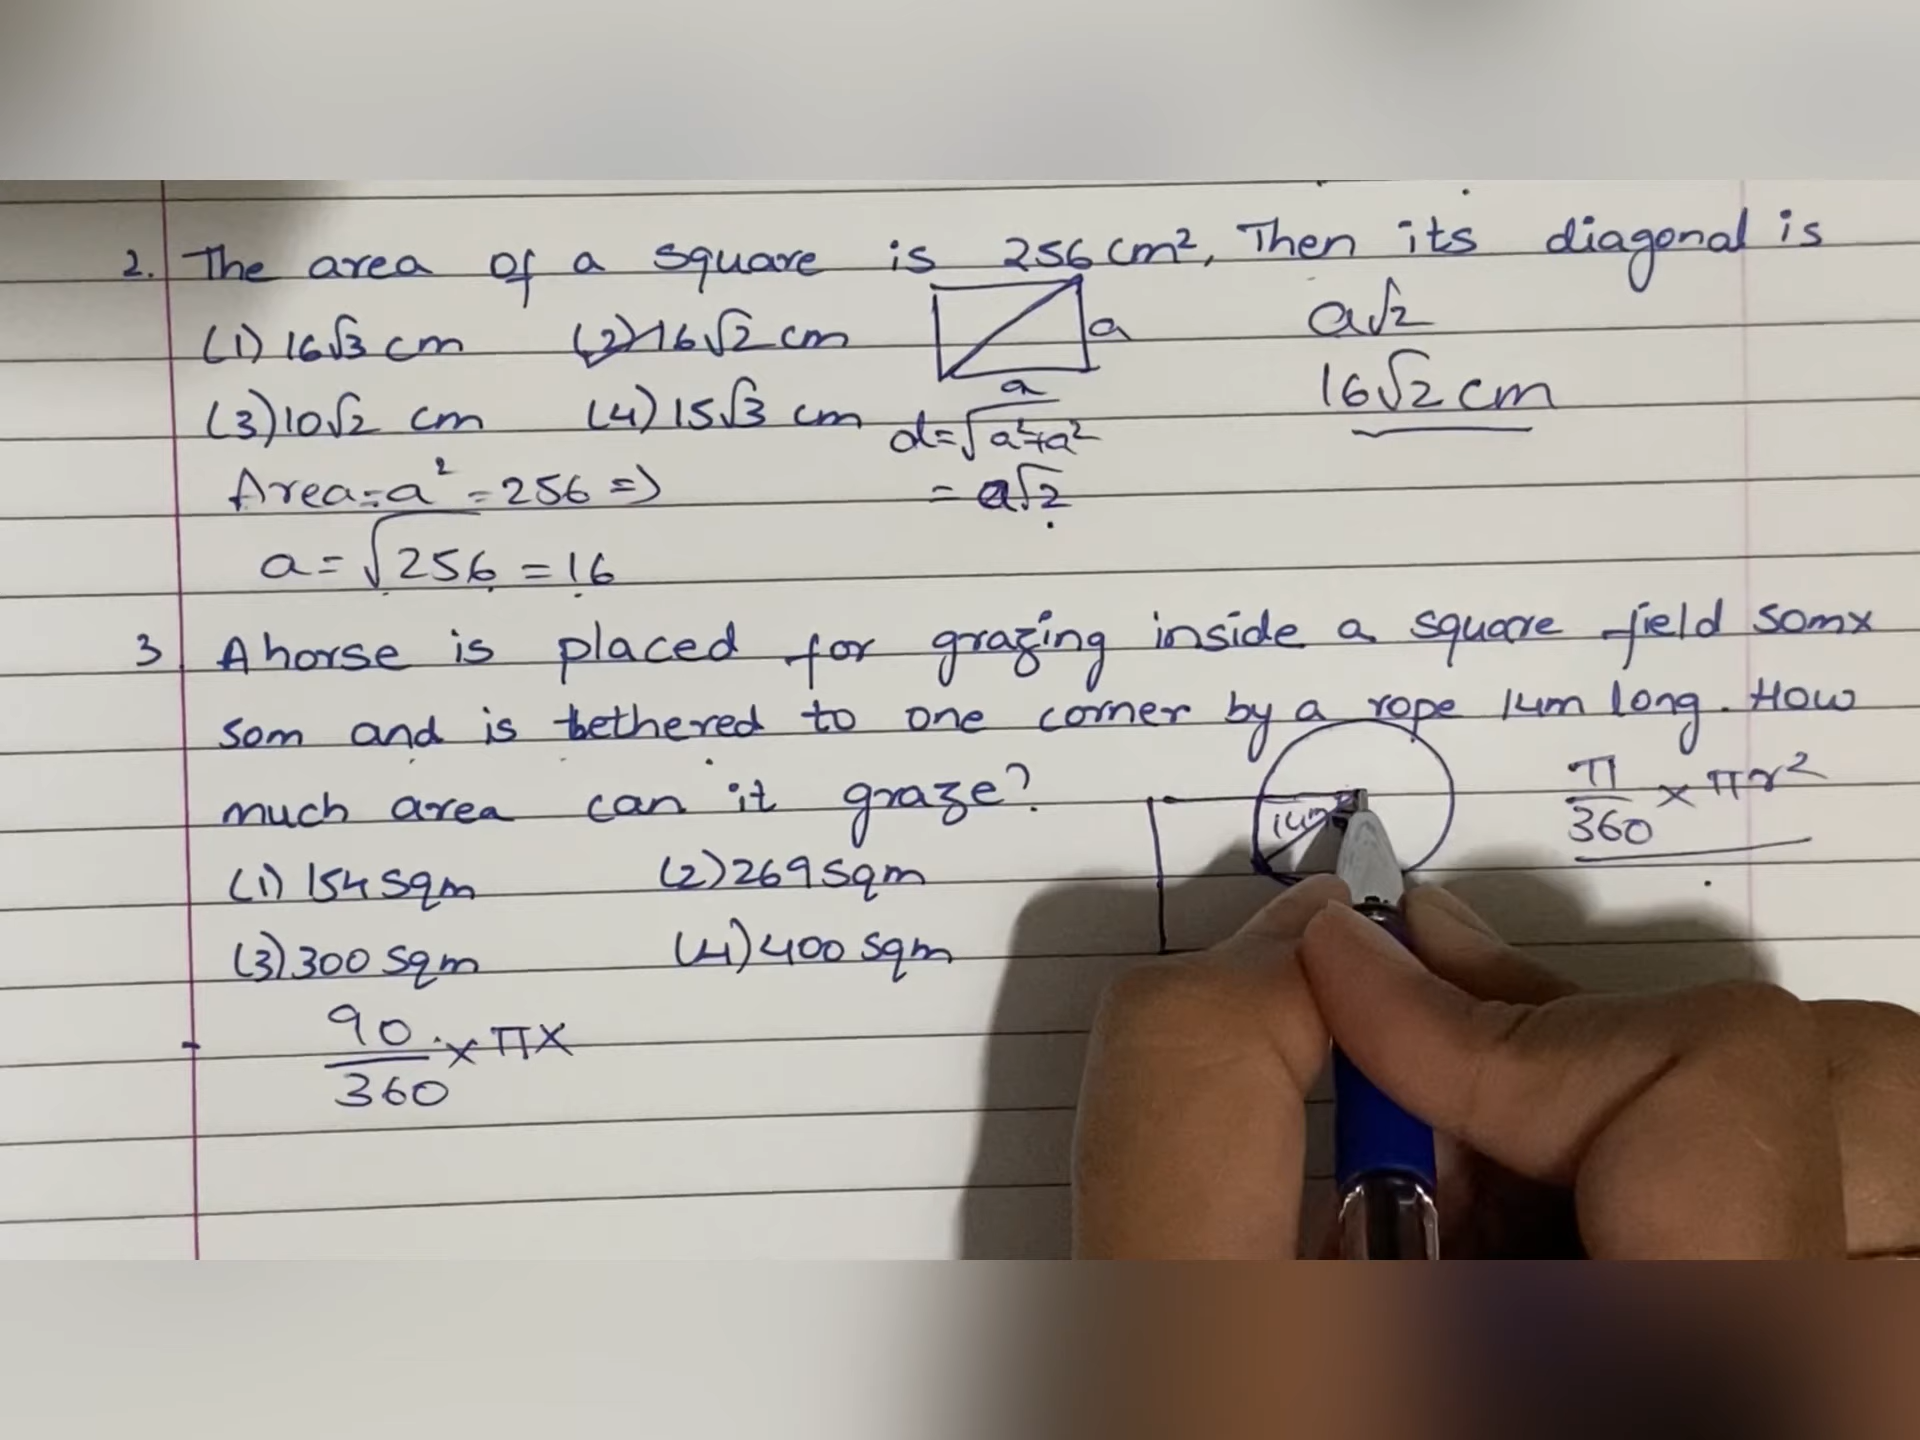 2. The area of a square is 256 cm², Then its diagonal is
(1) 16√3 cm (2) 16√2 cm
a
a√2
(3) 10√2 cm (4) 15√3 cm
a
16√2 cm
d=√a²+a²
Area = a² = 256 ⇒
= a√2
a = √256 = 16
3 A horse is placed for grazing inside a square field 50m x
50m and is tethered to one corner by a rope 14m long. How
much area can it graze?
14m
π/360 × πr²
(1) 154 sqm (2) 269 sqm
(3) 300 sqm (4) 400 sqm
90/360 × π×